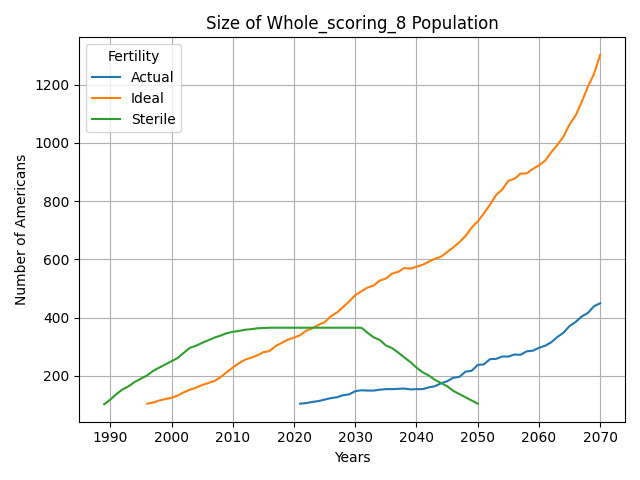 Size of Whole_scoring_8 Population
Fertility
Actual
Ideal
Sterile
Number of Americans
1200
1000
800
600
400
200
1990 2000 2010 2020 2030 2040 2050 2060 2070
Years